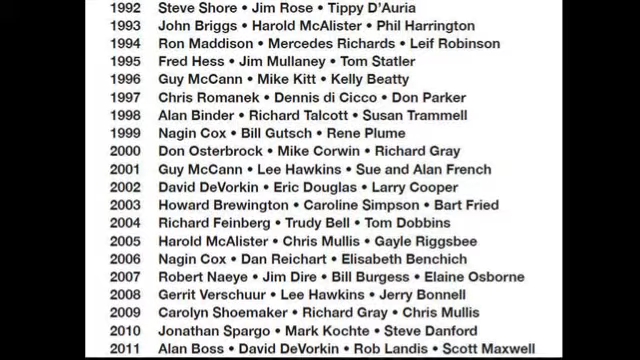 1992 Steve Shore • Jim Rose • Tippy D'Auria
1993 John Briggs • Harold McAlister • Phil Harrington
1994 Ron Maddison • Mercedes Richards • Leif Robinson
1995 Fred Hess • Jim Mullaney • Tom Statler
1996 Guy McCann • Mike Kitt • Kelly Beatty
1997 Chris Romanek • Dennis di Cicco • Don Parker
1998 Alan Binder • Richard Talcott • Susan Trammell
1999 Nagin Cox • Bill Gutsch • Rene Plume
2000 Don Osterbrock • Mike Corwin • Richard Gray
2001 Guy McCann • Lee Hawkins • Sue and Alan French
2002 David DeVorkin • Eric Douglas • Larry Cooper
2003 Howard Brewington • Caroline Simpson • Bart Fried
2004 Richard Feinberg • Trudy Bell • Tom Dobbins
2005 Harold McAlister • Chris Mullis • Gayle Riggsbee
2006 Nagin Cox • Dan Reichart • Elisabeth Benchich
2007 Robert Naeye • Jim Dire • Bill Burgess • Elaine Osborne
2008 Gerrit Verschuur • Lee Hawkins • Jerry Bonnell
2009 Carolyn Shoemaker • Richard Gray • Chris Mullis
2010 Jonathan Spargo • Mark Kochte • Steve Danford
2011 Alan Boss • David DeVorkin • Rob Landis • Scott Maxwell